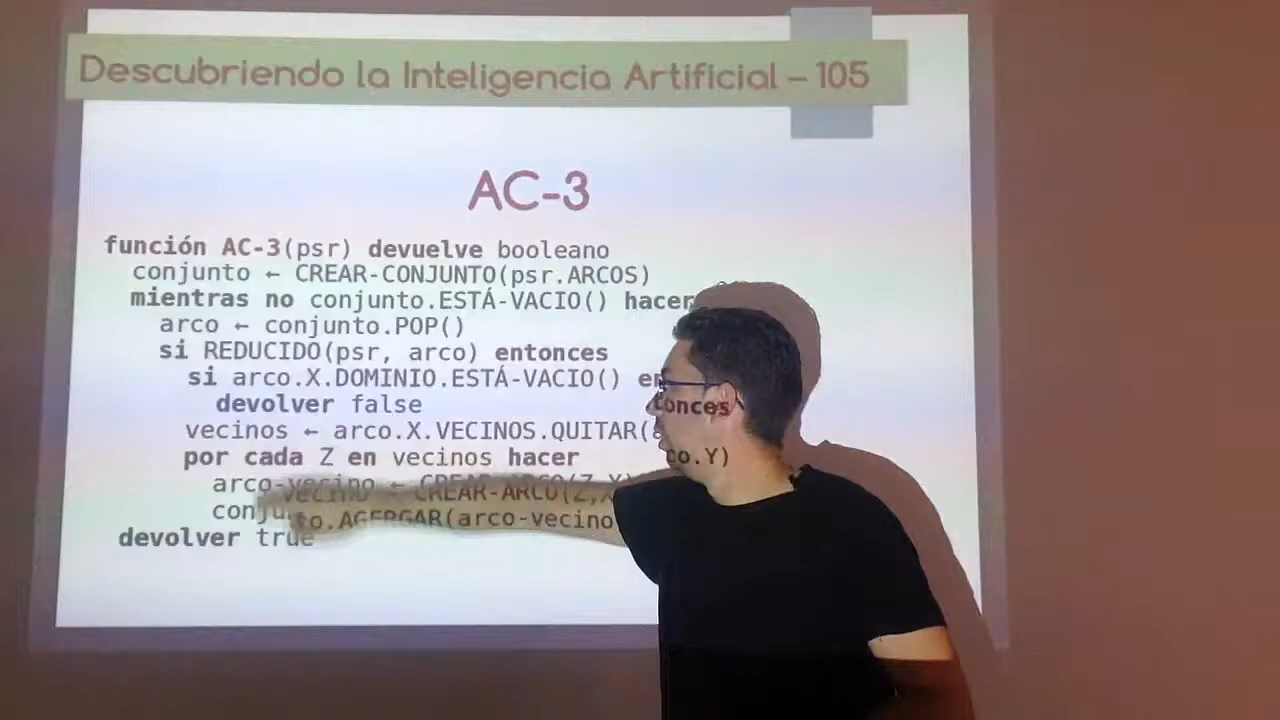 Descubriendo la Inteligencia Artificial – 105
AC-3
función AC-3(psr) devuelve booleano
conjunto ← CREAR-CONJUNTO(psr.ARCOS)
mientras no conjunto.ESTÁ-VACIO() hacer
arco ← conjunto.POP()
si REDUCIDO(psr, arco) entonces
si arco.X.DOMINIO.ESTÁ-VACIO() entonces
devolver false
vecinos ← arco.X.VECINOS.QUITAR(arco.Y)
por cada Z en vecinos hacer
arco-vecino ← CREAR-ARCO(Z,X)
conjunto.AGERGAR(arco-vecino
devolver true